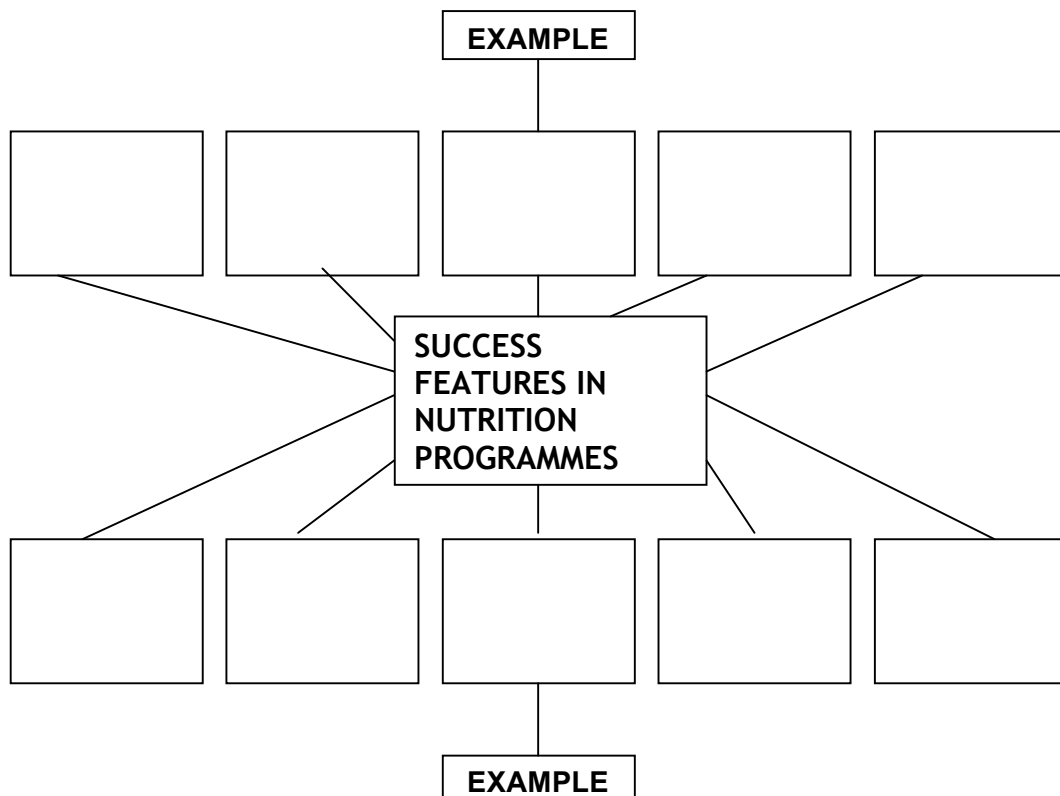 EXAMPLE
SUCCESS
FEATURES IN
NUTRITION
PROGRAMMES
EXAMPLE